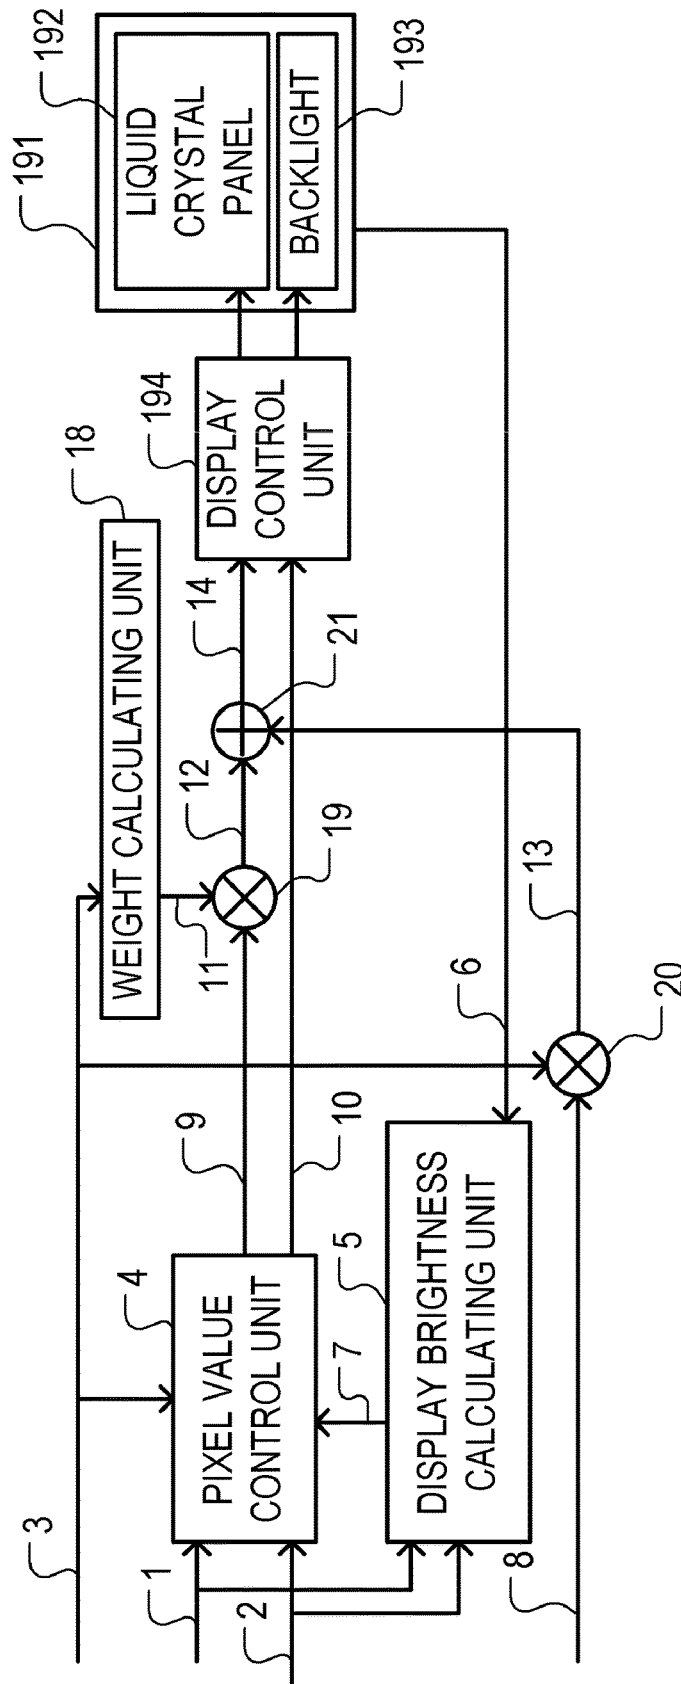 3
1
2
4
PIXEL VALUE
CONTROL UNIT
7
5
DISPLAY BRIGHTNESS
CALCULATING UNIT
8
9
10
6
20
13
WEIGHT CALCULATING UNIT
18
11
19
12
21
14
194
DISPLAY
CONTROL
UNIT
191
192
LIQUID
CRYSTAL
PANEL
BACKLIGHT
193